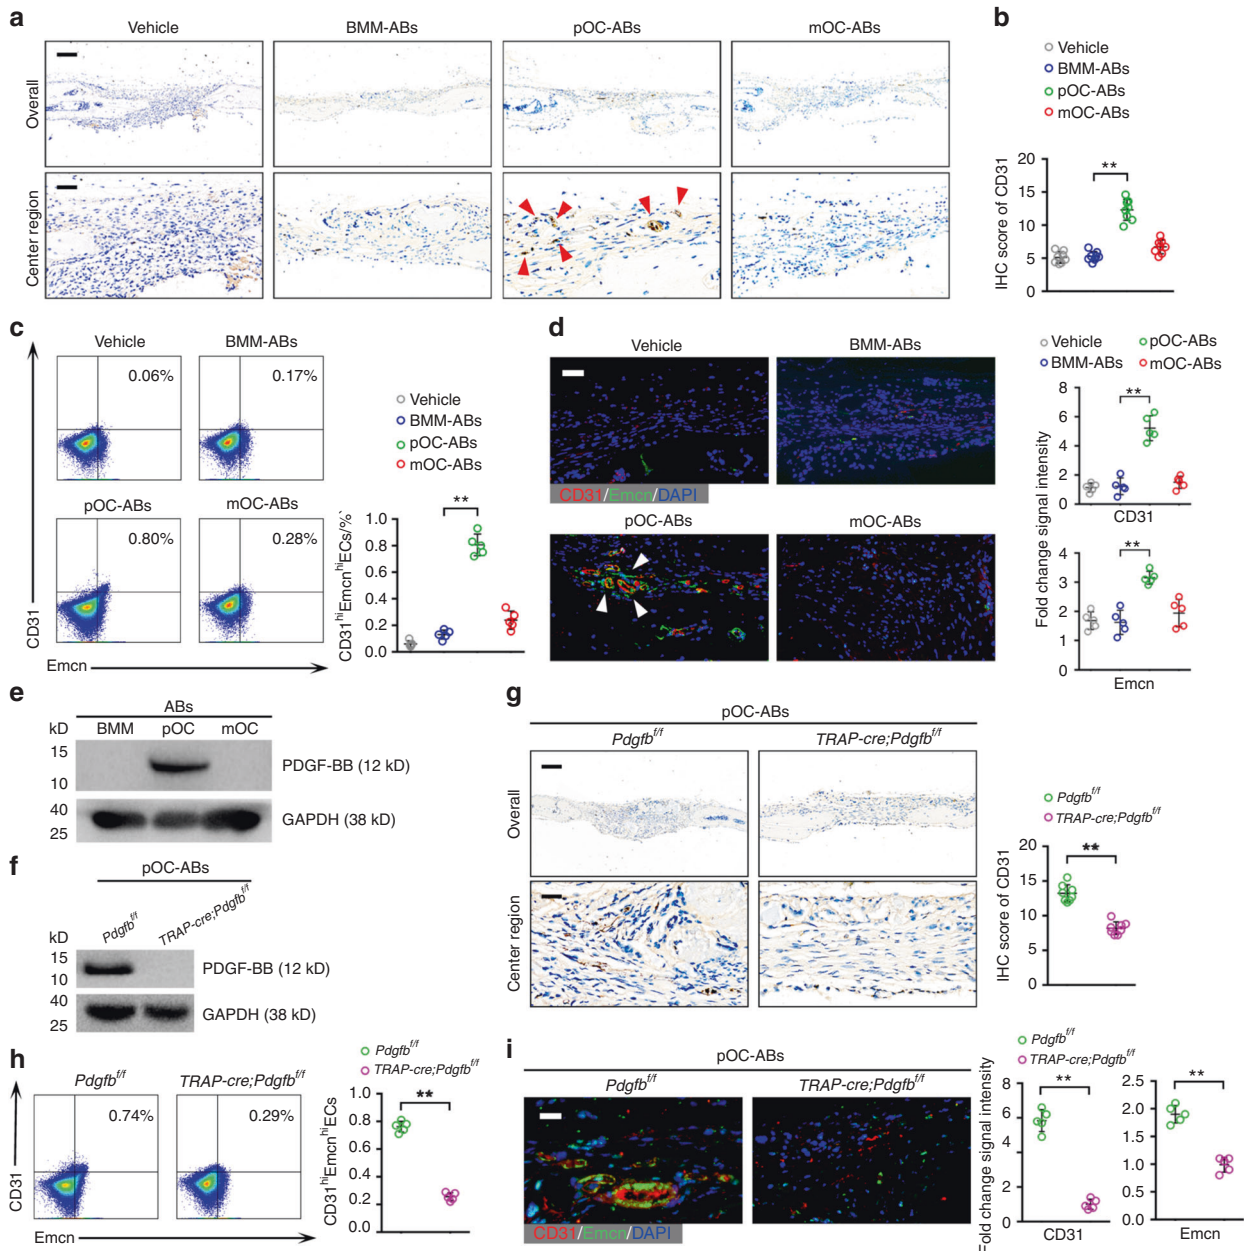 a
Vehicle BMM-ABs pOC-ABs mOC-ABs
Overall
Center region
b
Vehicle
BMM-ABs
pOC-ABs
mOC-ABs
IHC score of CD31
20
15
10
5
0
**
c
Vehicle BMM-ABs
0.06% 0.17%
pOC-ABs mOC-ABs
0.80% 0.28%
CD31
Emcn
Vehicle
BMM-ABs
pOC-ABs
mOC-ABs
**
CD31hiEmcnhiECs/%`
1.0
0.8
0.6
0.4
0.2
0.0
d
Vehicle BMM-ABs
CD31/Emcn/DAPI
pOC-ABs mOC-ABs
Vehicle pOC-ABs
BMM-ABs mOC-ABs
Fold change signal intensity
8
6
4
2
0
**
CD31
4
3
2
1
0
**
Emcn
e
ABs
kD BMM pOC mOC
15
10
PDGF-BB (12 kD)
40
25
GAPDH (38 kD)
f
pOC-ABs
kD Pdgfbf/f TRAP-cre;Pdgfbf/f
15
10
PDGF-BB (12 kD)
40
25
GAPDH (38 kD)
g
pOC-ABs
Pdgfbf/f TRAP-cre;Pdgfbf/f
Overall
Center region
Pdgfbf/f
TRAP-cre;Pdgfbf/f
IHC score of CD31
20
15
10
5
0
**
h
Pdgfbf/f TRAP-cre;Pdgfbf/f
0.74% 0.29%
CD31
Emcn
Pdgfbf/f
TRAP-cre;Pdgfbf/f
CD31hiEmcnhiECs
1.0
0.8
0.6
0.4
0.2
0.0
**
i
pOC-ABs
Pdgfbf/f TRAP-cre;Pdgfbf/f
CD31/Emcn/DAPI
Pdgfbf/f
TRAP-cre;Pdgfbf/f
Fold change signal intensity
8
6
4
2
0
**
CD31
2.5
2.0
1.5
1.0
0.5
0.0
**
Emcn